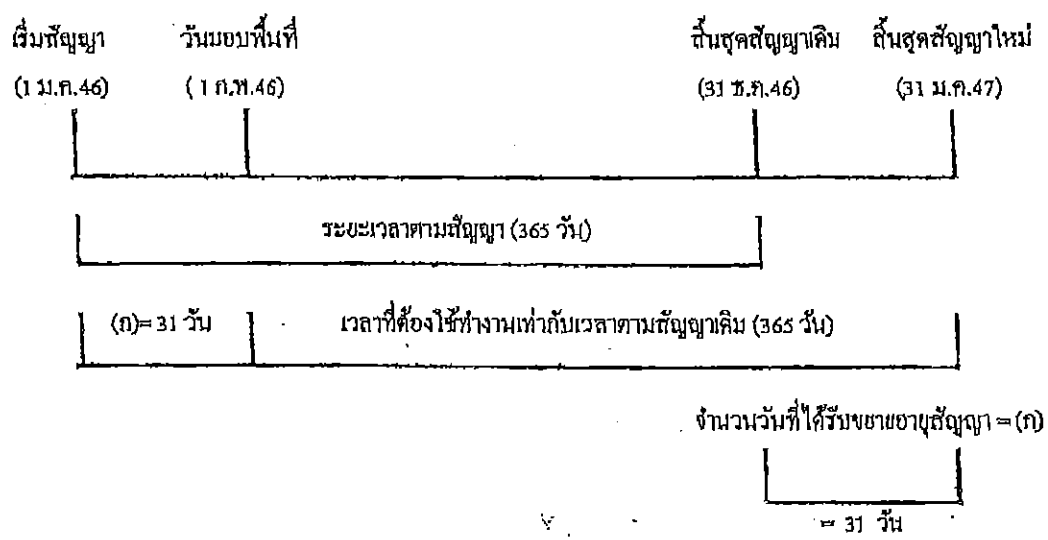 เริ่มสัญญา วันมอบพื้นที่ สิ้นสุดสัญญาเดิม สิ้นสุดสัญญาใหม่
(1 ม.ค.46) (1 ก.พ.46) (31 ธ.ค.46) (31 ม.ค.47)
ระยะเวลาตามสัญญา (365 วัน)
(ก)= 31 วัน เวลาที่ต้องใช้ทำงานเท่ากับเวลาตามสัญญาเดิม (365 วัน)
จำนวนวันที่ได้รับขยายอายุสัญญา = (ก)
= 31 วัน